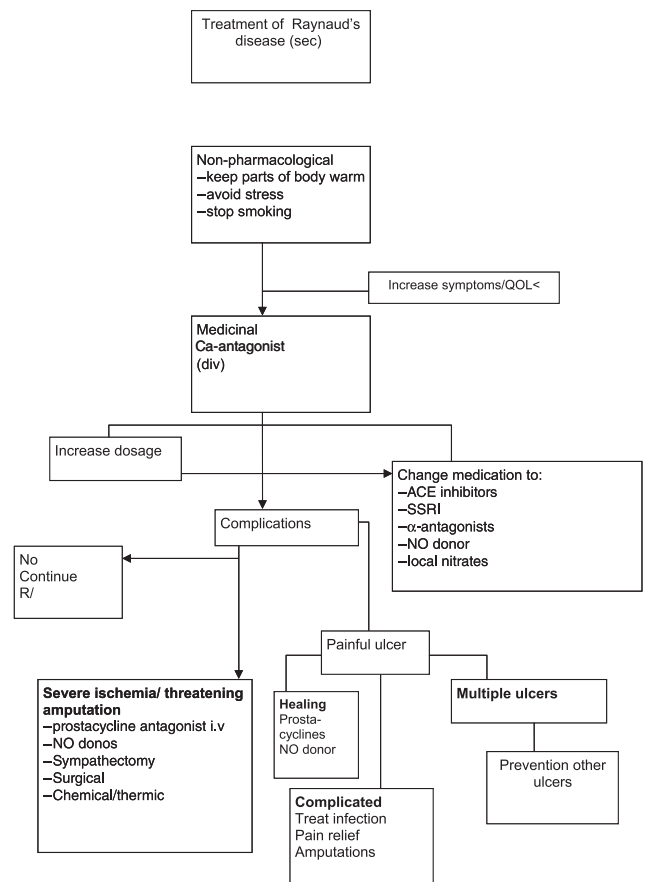 Treatment of Raynaud's
disease (sec)
Non-pharmacological
–keep parts of body warm
–avoid stress
–stop smoking
Increase symptoms/QOL<
Medicinal
Ca-antagonist
(div)
Increase dosage
Change medication to:
–ACE inhibitors
–SSRI
–α-antagonists
–NO donor
–local nitrates
Complications
No
Continue
R/
Painful ulcer
Severe ischemia/ threatening
amputation
–prostacycline antagonist i.v
–NO donos
–Sympathectomy
–Surgical
–Chemical/thermic
Healing
Prosta-
cyclines
NO donor
Multiple ulcers
Prevention other
ulcers
Complicated
Treat infection
Pain relief
Amputations